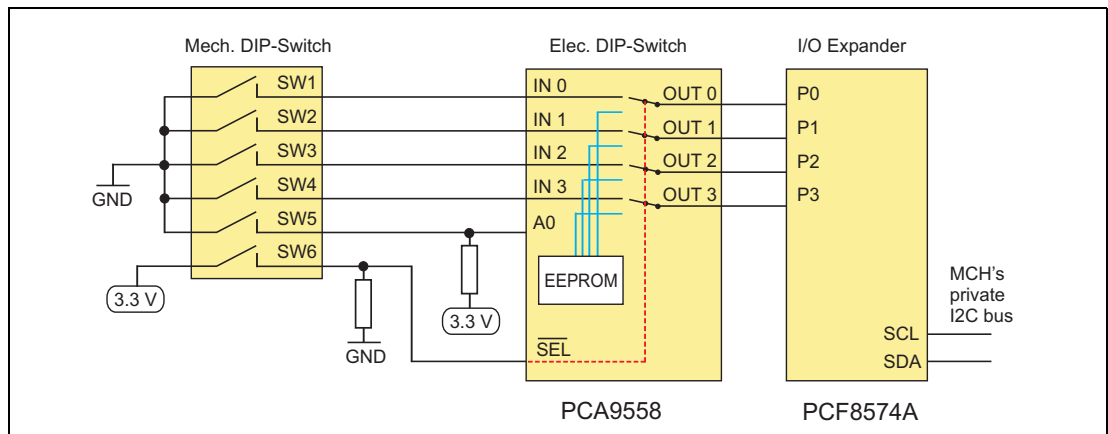 Mech. DIP-Switch
SW1
SW2
SW3
SW4
SW5
SW6
GND
3.3 V
GND
3.3 V
Elec. DIP-Switch
IN 0
IN 1
IN 2
IN 3
A0
OUT 0
OUT 1
OUT 2
OUT 3
EEPROM
SEL
PCA9558
I/O Expander
P0
P1
P2
P3
SCL
SDA
PCF8574A
MCH's
private
I2C bus